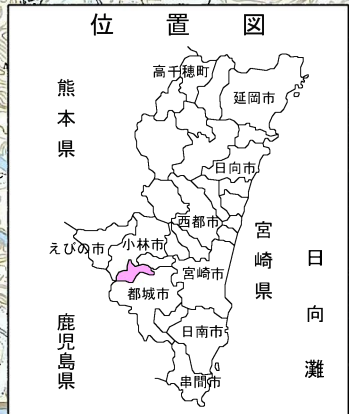 位置図
高千穂町
延岡市
熊本県
日向市
西都市
宮崎県
えびの市
小林市
日向灘
宮崎市
都城市
鹿児島県
日南市
串間市